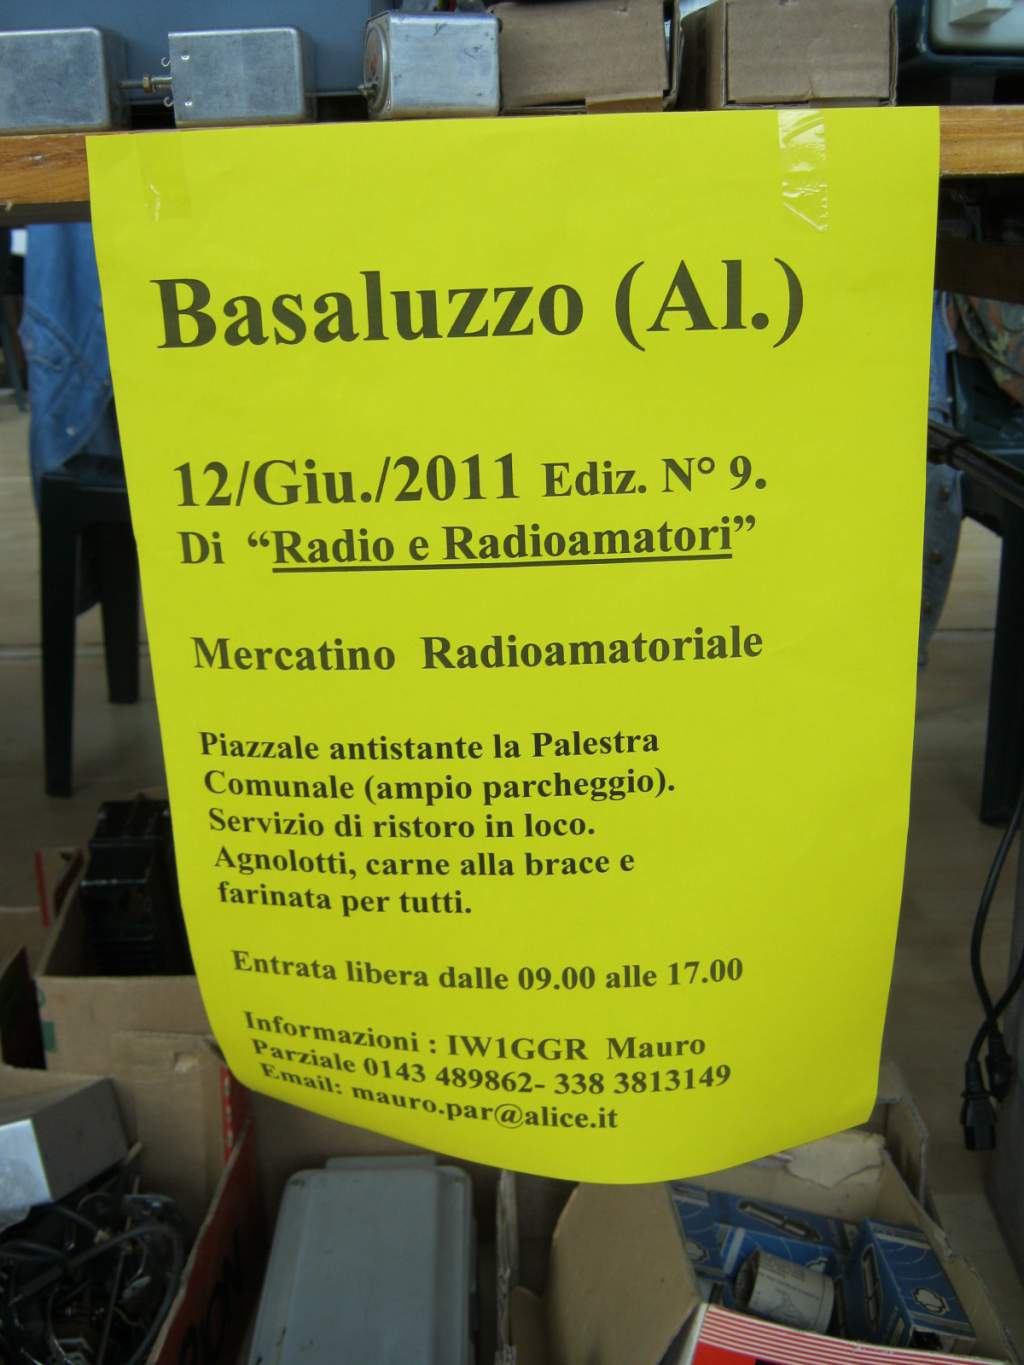 Basaluzzo (Al.)
12/Giu./2011 Ediz. N° 9.
Di “Radio e Radioamatori”
Mercatino Radioamatoriale
Piazzale antistante la Palestra
Comunale (ampio parcheggio).
Servizio di ristoro in loco.
Agnolotti, carne alla brace e
farinata per tutti.
Entrata libera dalle 09.00 alle 17.00
Informazioni : IW1GGR Mauro
Parziale 0143 489862- 338 3813149
Email: mauro.par@alice.it